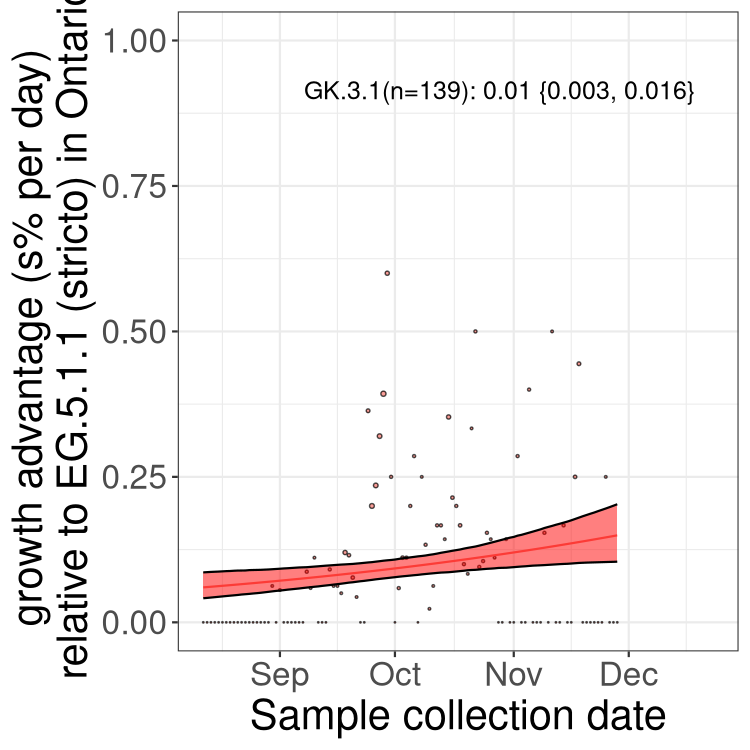 growth advantage (s% per day)
relative to EG.5.1.1 (stricto) in Ontario
1.00
0.75
0.50
0.25
0.00
GK.3.1(n=139): 0.01 {0.003, 0.016}
Sep Oct Nov Dec
Sample collection date